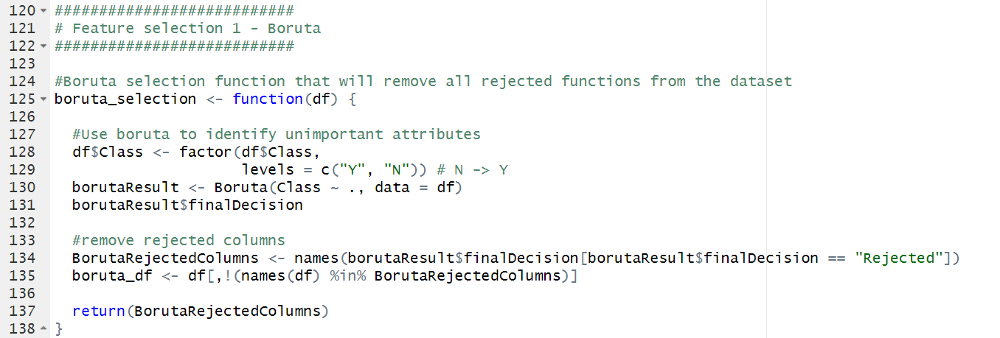 120 ###########################
121 # Feature selection 1 - Boruta
122 ###########################
123
124 #Boruta selection function that will remove all rejected functions from the dataset
125 boruta_selection <- function(df) {
126
127   #Use boruta to identify unimportant attributes
128   df$Class <- factor(df$Class,
129                      levels = c("Y", "N")) # N -> Y
130   borutaResult <- Boruta(Class ~ ., data = df)
131   borutaResult$finalDecision
132
133   #remove rejected columns
134   BorutaRejectedColumns <- names(borutaResult$finalDecision[borutaResult$finalDecision == "Rejected"])
135   boruta_df <- df[,!(names(df) %in% BorutaRejectedColumns)]
136
137   return(BorutaRejectedColumns)
138 }